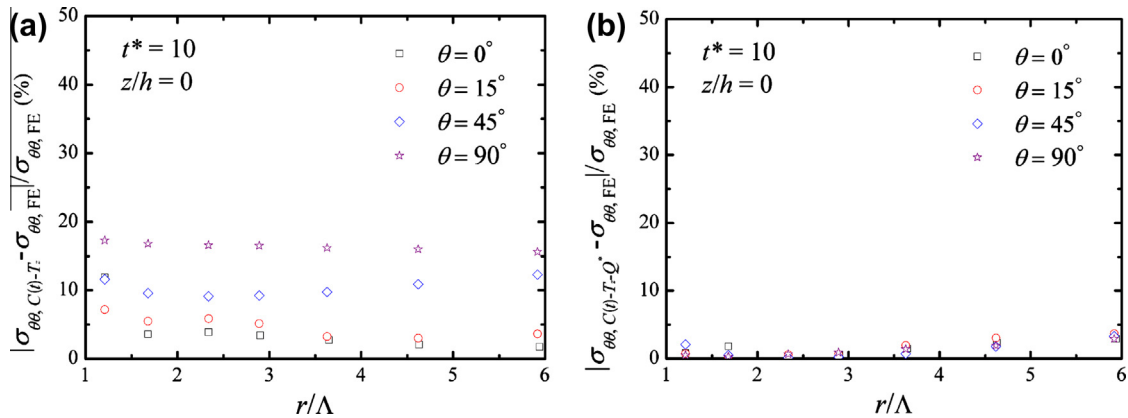 (a)
|σθθ, C(t)-Tz-σθθ, FE|/σθθ, FE (%)
50
40
30
20
10
0
t* = 10
z/h = 0
θ = 0°
θ = 15°
θ = 45°
θ = 90°
1 2 3 4 5 6
r/Λ
(b)
|σθθ, C(t)-Tz-Q*-σθθ, FE|/σθθ, FE (%)
50
40
30
20
10
0
t* = 10
z/h = 0
θ = 0°
θ = 15°
θ = 45°
θ = 90°
1 2 3 4 5 6
r/Λ